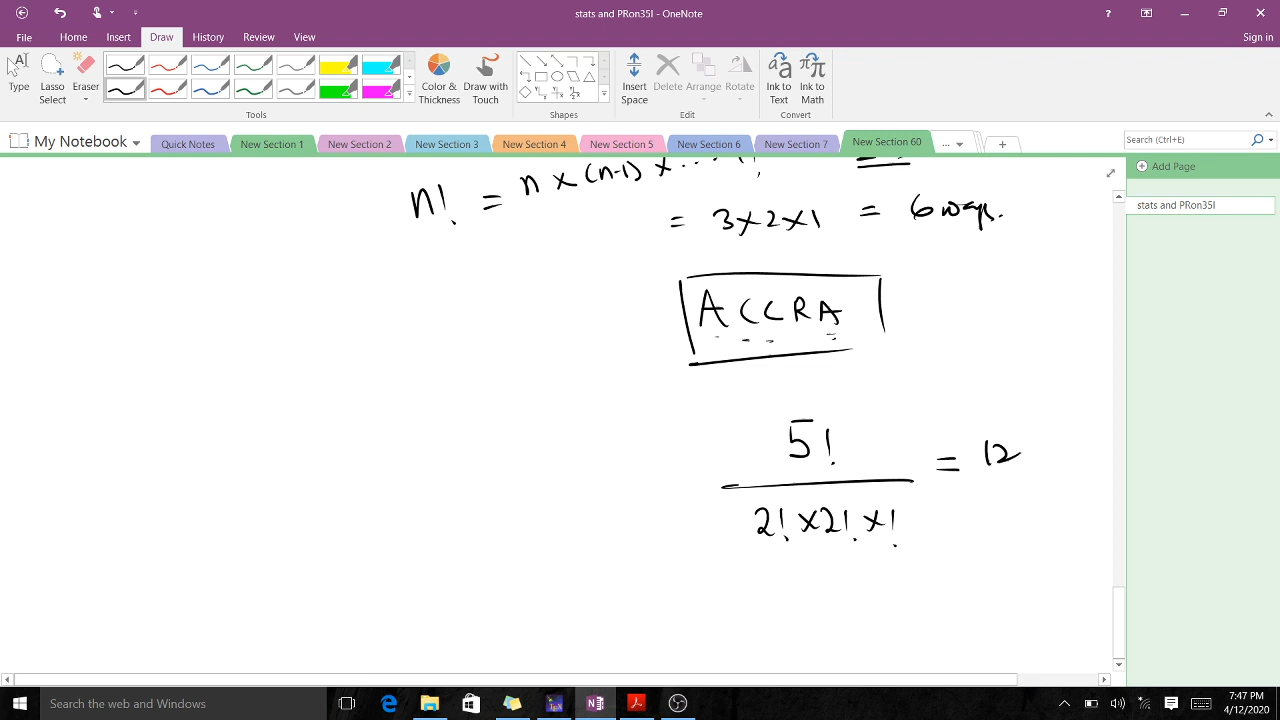 stats and PRon35I - OneNote
File Home Insert Draw History Review View Sign in
Type Lasso Select Eraser Color & Thickness Draw with Touch Insert Space Delete Arrange Rotate Ink to Text Ink to Math
Tools Shapes Edit Convert
My Notebook Quick Notes New Section 1 New Section 2 New Section 3 New Section 4 New Section 5 New Section 6 New Section 7 New Section 60 ... Search (Ctrl+E)
Add Page
stats and PRon35I
n! = n × (n-1) × ... 1!
= 3×2×1 = 6 ways.
ACCRA
5!
= 12
2! ×2! ×!
Search the web and Windows
7:47 PM
4/12/2020